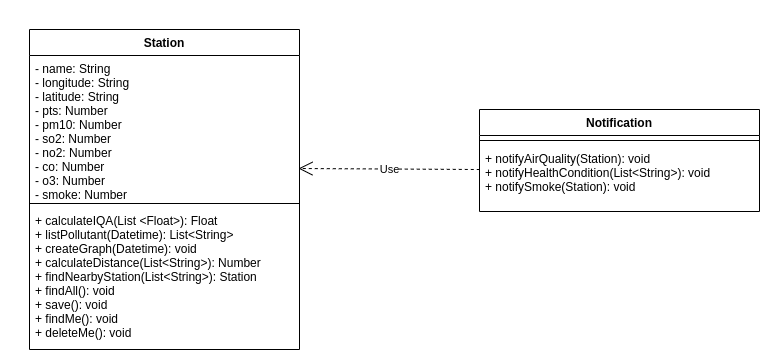 Station
- name: String
- longitude: String
- latitude: String
- pts: Number
- pm10: Number
- so2: Number
- no2: Number
- co: Number
- o3: Number
- smoke: Number
+ calculateIQA(List <Float>): Float
+ listPollutant(Datetime): List<String>
+ createGraph(Datetime): void
+ calculateDistance(List<String>): Number
+ findNearbyStation(List<String>): Station
+ findAll(): void
+ save(): void
+ findMe(): void
+ deleteMe(): void
Use
Notification
+ notifyAirQuality(Station): void
+ notifyHealthCondition(List<String>): void
+ notifySmoke(Station): void